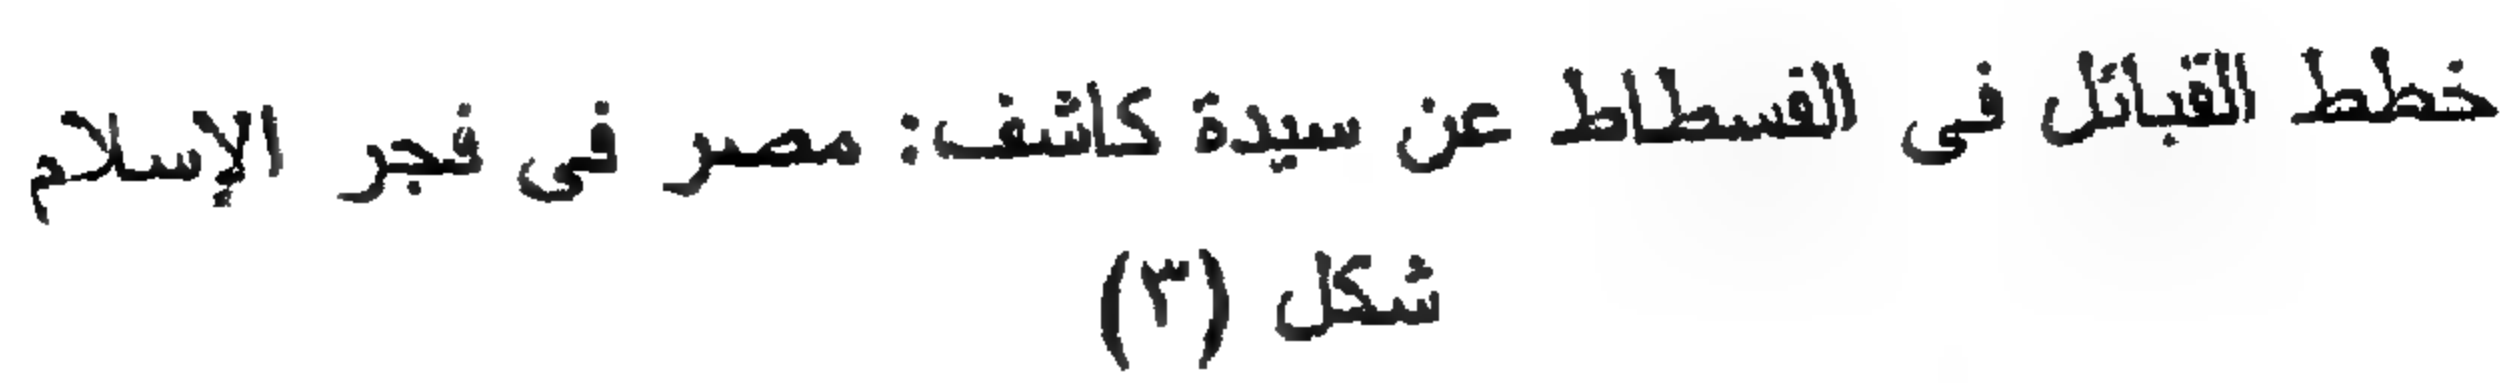 خطط القبائل فى الفسطاط عن سيدة كاشف: مصر فى فجر الإسلام
شكل (٣)